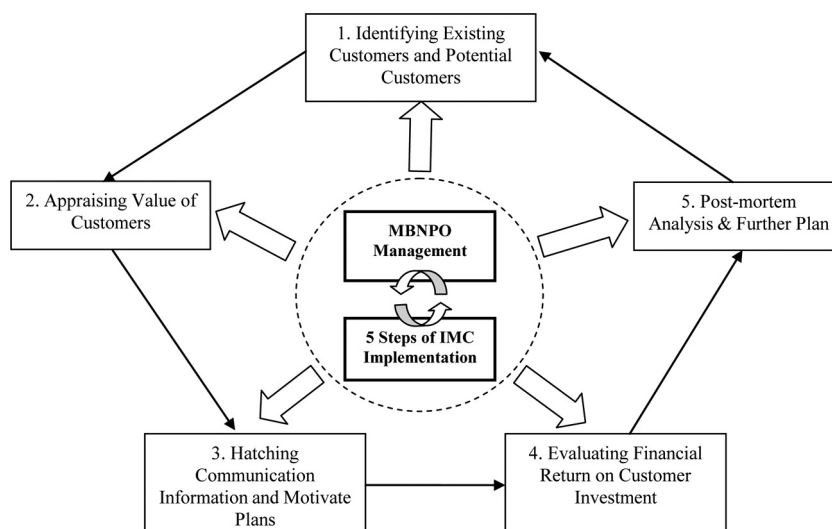 1. Identifying Existing
Customers and Potential
Customers
2. Appraising Value of
Customers
MBNPO
Management
5. Post-mortem
Analysis & Further Plan
5 Steps of IMC
Implementation
3. Hatching
Communication
Information and Motivate
Plans
4. Evaluating Financial
Return on Customer
Investment